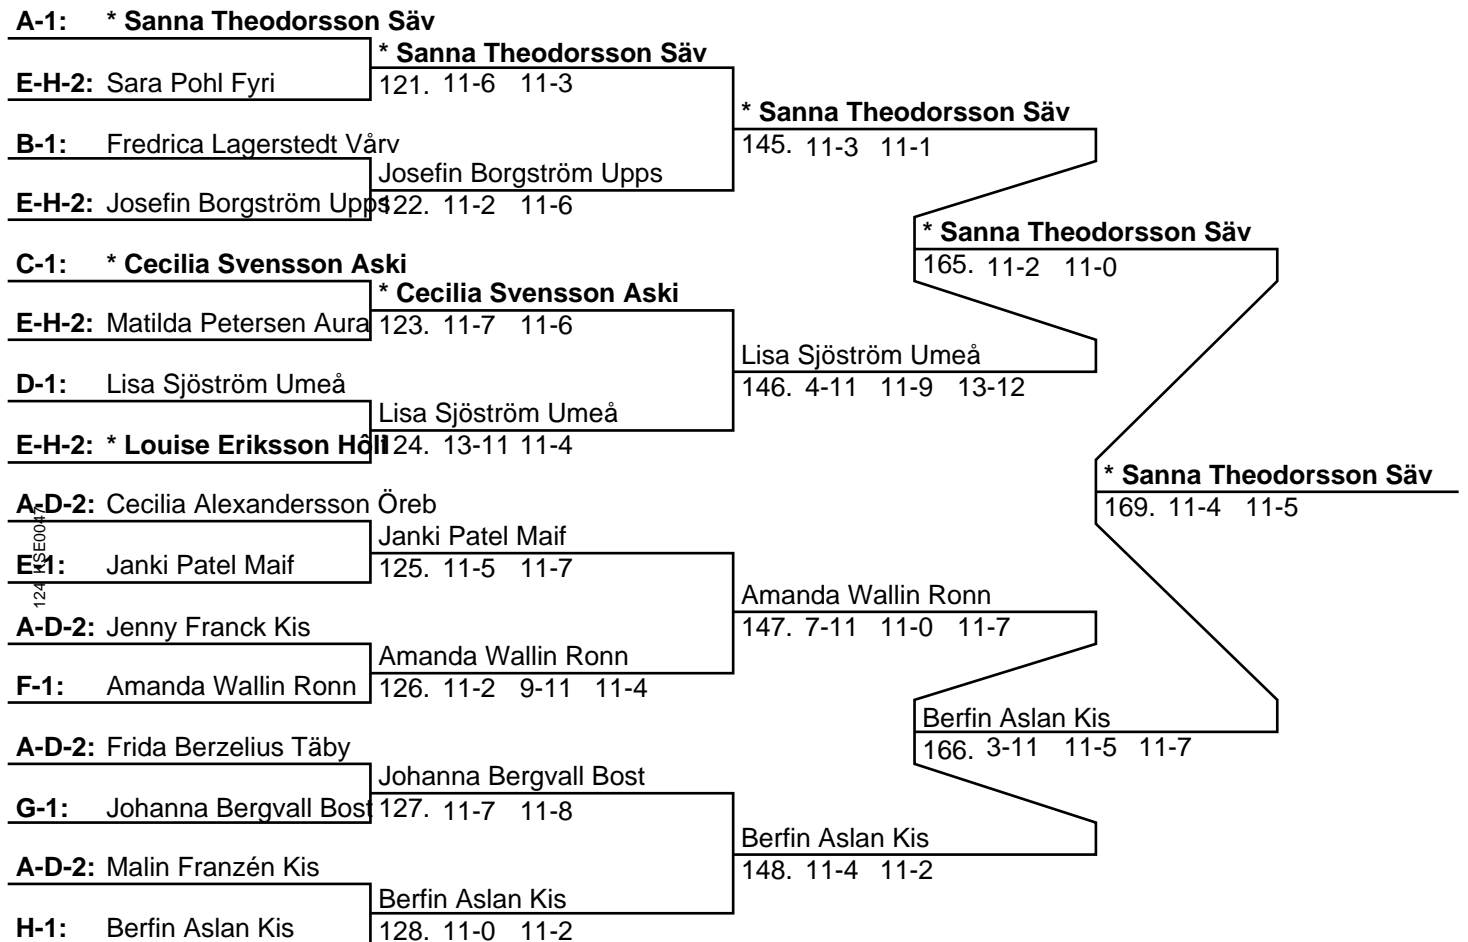 A-1: * Sanna Theodorsson Säv
* Sanna Theodorsson Säv
E-H-2: Sara Pohl Fyri
121. 11-6 11-3
* Sanna Theodorsson Säv
B-1: Fredrica Lagerstedt Vårv
145. 11-3 11-1
Josefin Borgström Upps
E-H-2: Josefin Borgström Upps
122. 11-2 11-6
* Sanna Theodorsson Säv
C-1: * Cecilia Svensson Aski
165. 11-2 11-0
* Cecilia Svensson Aski
E-H-2: Matilda Petersen Aura
123. 11-7 11-6
Lisa Sjöström Umeå
D-1: Lisa Sjöström Umeå
146. 4-11 11-9 13-12
Lisa Sjöström Umeå
E-H-2: * Louise Eriksson Hôli
124. 13-11 11-4
* Sanna Theodorsson Säv
A-D-2: Cecilia Alexandersson Öreb
169. 11-4 11-5
Janki Patel Maif
E-1: Janki Patel Maif
125. 11-5 11-7
Amanda Wallin Ronn
A-D-2: Jenny Franck Kis
147. 7-11 11-0 11-7
Amanda Wallin Ronn
F-1: Amanda Wallin Ronn
126. 11-2 9-11 11-4
Berfin Aslan Kis
A-D-2: Frida Berzelius Täby
166. 3-11 11-5 11-7
Johanna Bergvall Bost
G-1: Johanna Bergvall Bost
127. 11-7 11-8
Berfin Aslan Kis
A-D-2: Malin Franzén Kis
148. 11-4 11-2
Berfin Aslan Kis
H-1: Berfin Aslan Kis
128. 11-0 11-2